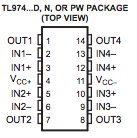 TL974...D, N, OR PW PACKAGE
(TOP VIEW)
OUT1 1 14 OUT4
IN1− 2 13 IN4−
IN1+ 3 12 IN4+
VCC+ 4 11 VCC−
IN2+ 5 10 IN3+
IN2− 6 9 IN3−
OUT2 7 8 OUT3